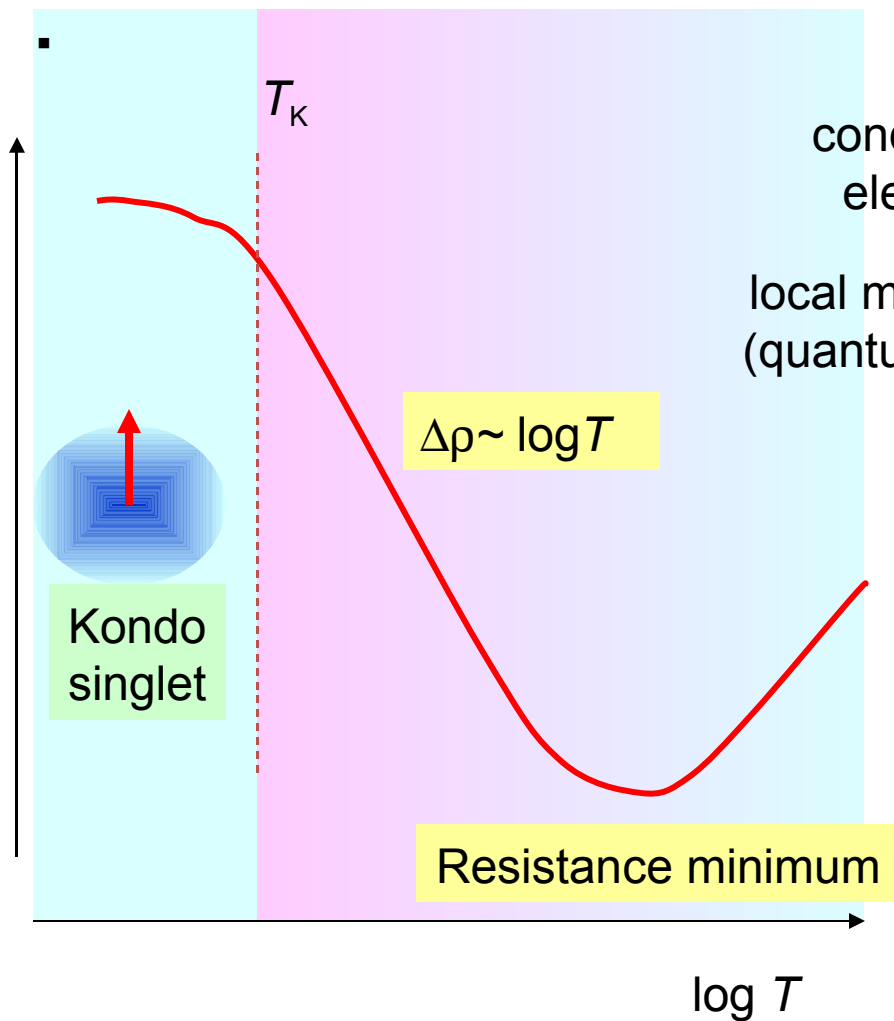 T_K
local
Δρ~ logT
Kondo
singlet
Resistance minimum
log T